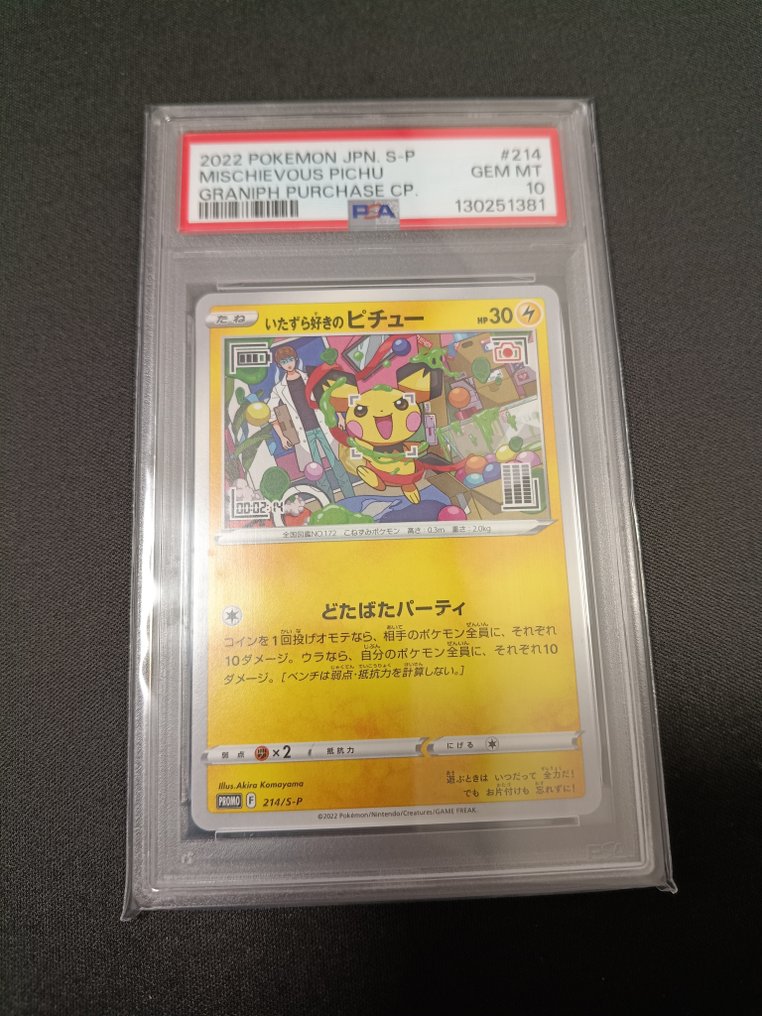 2022 POKEMON JPN. S-P #214
MISCHIEVOUS PICHU GEM MT
GRANIPH PURCHASE CP. 10
PSA 130251381
たね いたずら好きのピチュー HP30
00:02:14
全国図鑑NO.172 こねずみポケモン 高さ:0.3m 重さ:2.0kg
どたばたパーティ
コインを1回投げオモテなら、相手のポケモン全員に、それぞれ
10ダメージ。ウラなら、自分のポケモン全員に、それぞれ10
ダメージ。[ベンチは弱点・抵抗力を計算しない。]
弱点 ×2 抵抗力 にげる
Illus.Akira Komayama
遊ぶときは いつだって 全力だ!
でも お片付けも 忘れずに!
PROMO F 214/S-P
©2022 Pokémon/Nintendo/Creatures/GAME FREAK
PSA